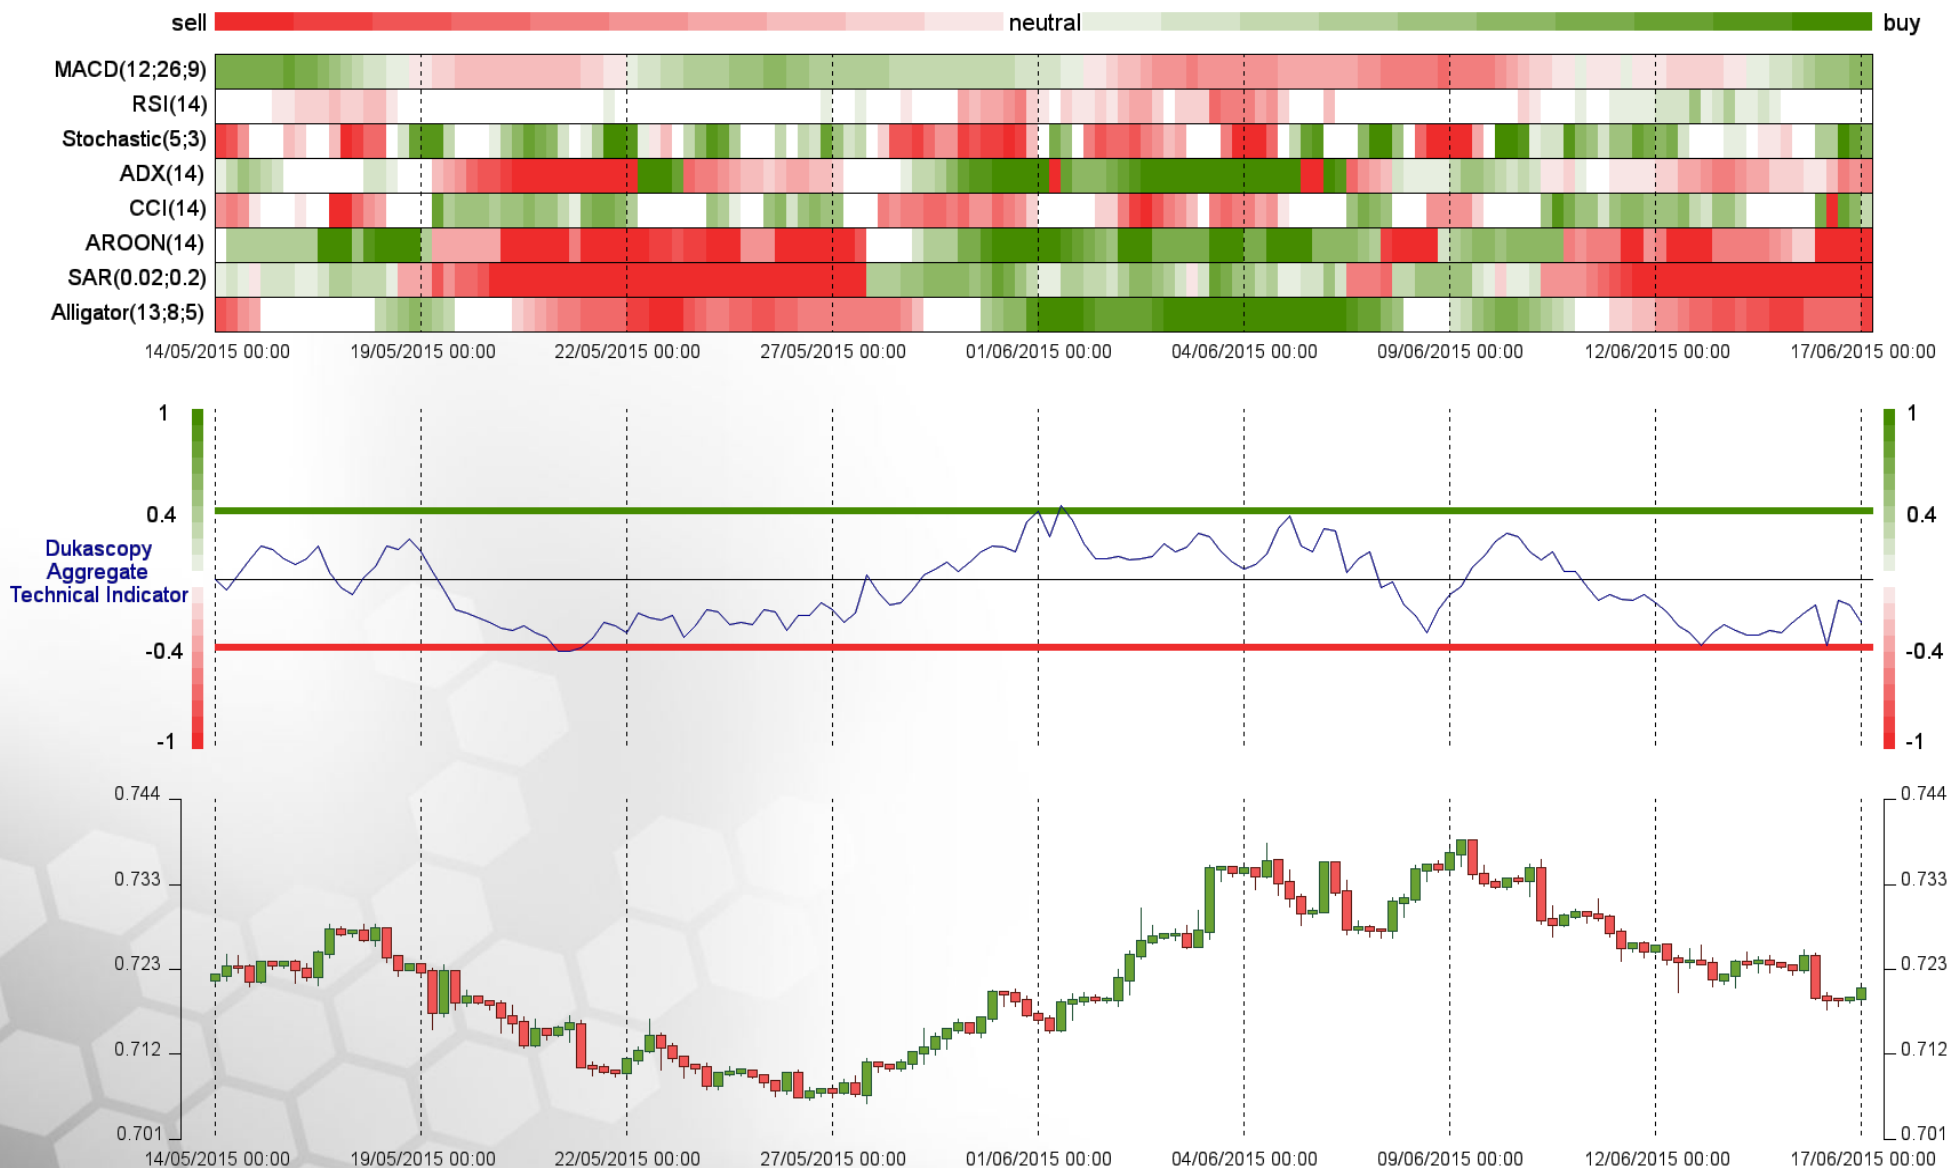 sell neutral buy
MACD(12;26;9)
RSI(14)
Stochastic(5;3)
ADX(14)
CCI(14)
AROON(14)
SAR(0.02;0.2)
Alligator(13;8;5)
14/05/2015 00:00 19/05/2015 00:00 22/05/2015 00:00 27/05/2015 00:00 01/06/2015 00:00 04/06/2015 00:00 09/06/2015 00:00 12/06/2015 00:00 17/06/2015 00:00
1 1
0.4 0.4
Dukascopy
Aggregate
Technical Indicator
-0.4 -0.4
-1 -1
0.744 0.744
0.733 0.733
0.723 0.723
0.712 0.712
0.701 0.701
14/05/2015 00:00 19/05/2015 00:00 22/05/2015 00:00 27/05/2015 00:00 01/06/2015 00:00 04/06/2015 00:00 09/06/2015 00:00 12/06/2015 00:00 17/06/2015 00:00